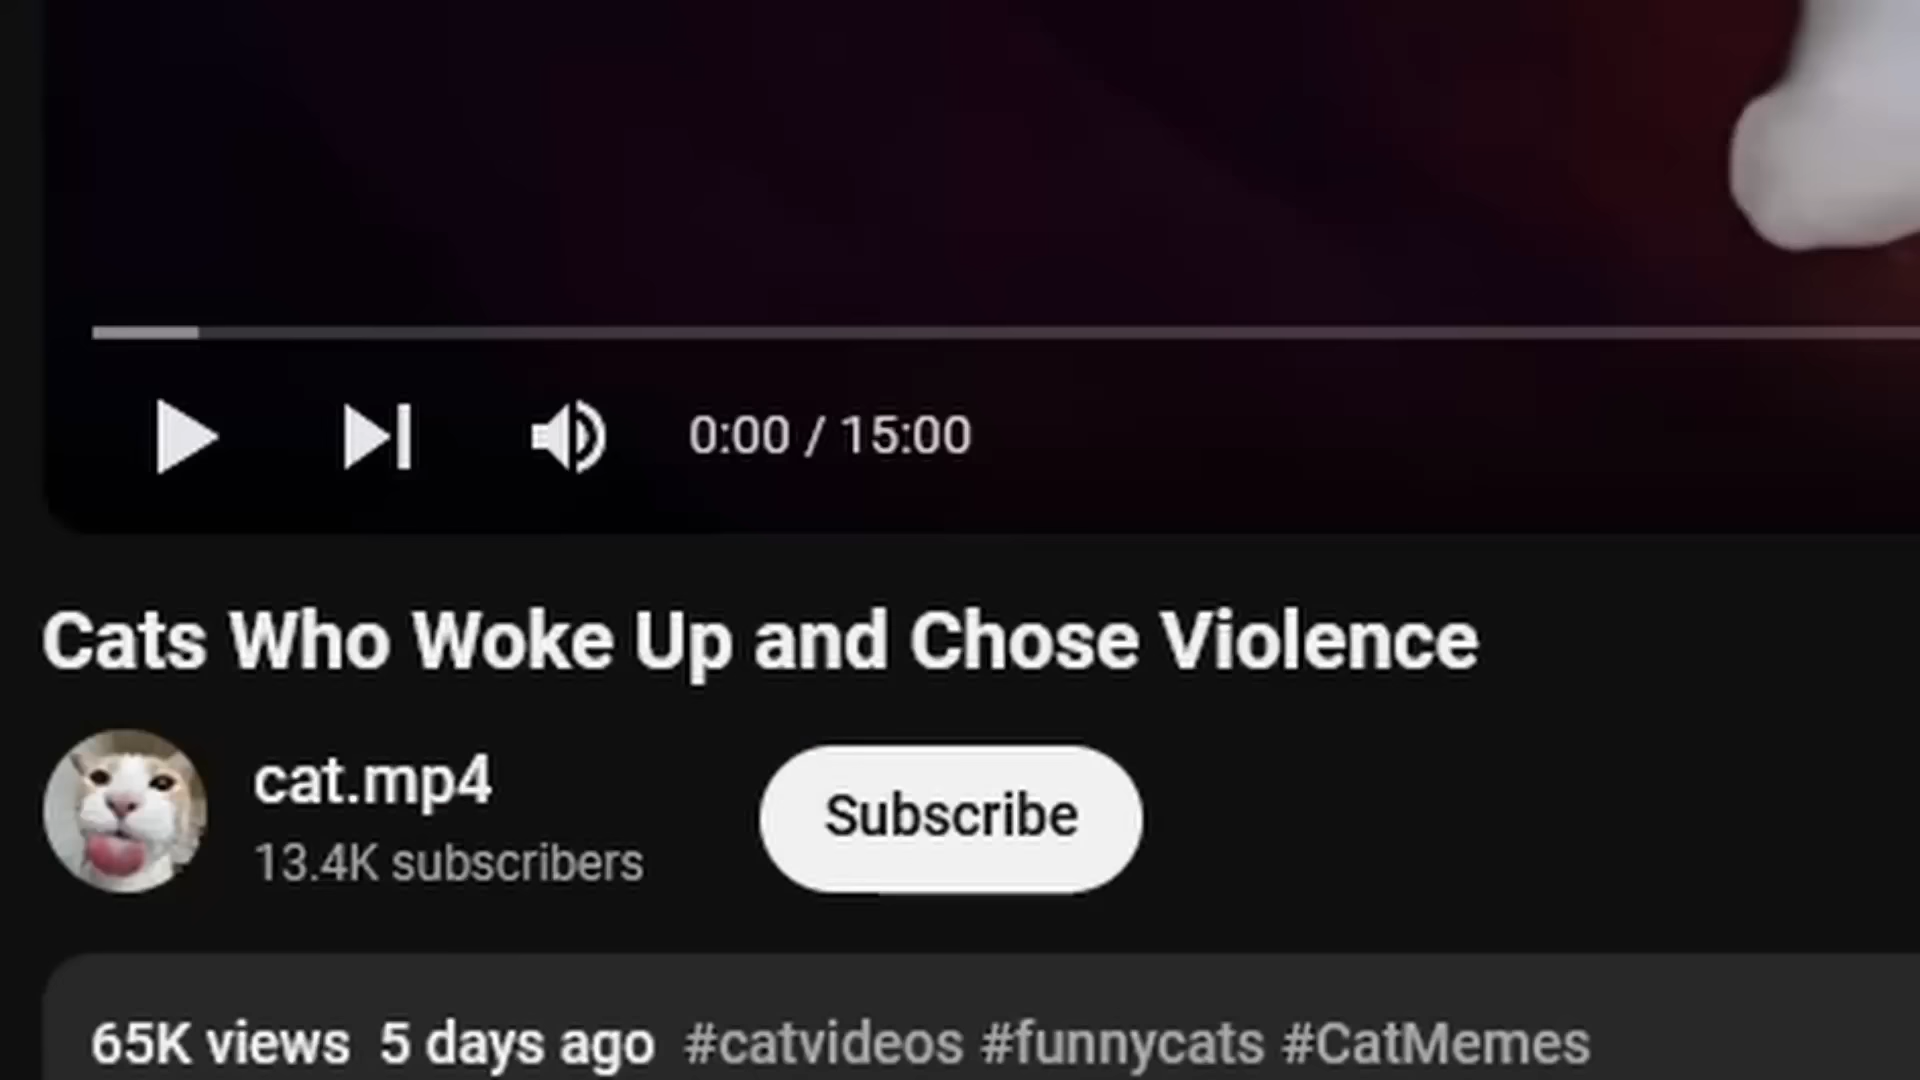 0:00 / 15:00
Cats Who Woke Up and Chose Violence
cat.mp4
13.4K subscribers
Subscribe
65K views 5 days ago #catvideos #funnycats #CatMemes